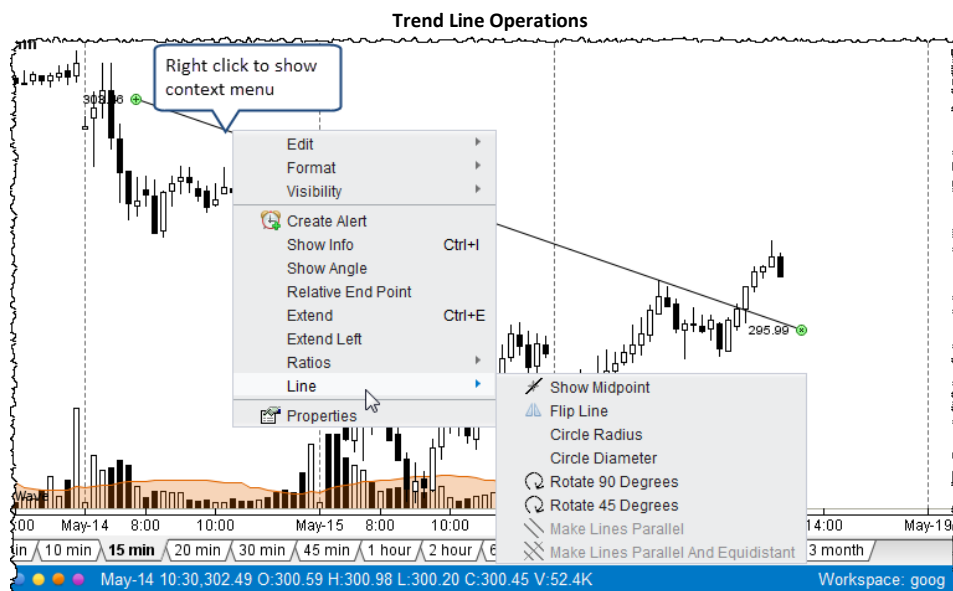 Trend Line Operations
Right click to show
context menu
303.46
Edit
Format
Visibility
Create Alert
Show Info Ctrl+I
Show Angle
Relative End Point
Extend Ctrl+E
Extend Left
Ratios
Line
Properties
295.99
Show Midpoint
Flip Line
Circle Radius
Circle Diameter
Rotate 90 Degrees
Rotate 45 Degrees
Make Lines Parallel
Make Lines Parallel And Equidistant
:00 May-14 8:00 10:00 May-15 8:00 10:00 14:00 May-19
in 10 min 15 min 20 min 30 min 45 min 1 hour 2 hour 6 3 month
May-14 10:30,302.49 O:300.59 H:300.98 L:300.20 C:300.45 V:52.4K Workspace: goog